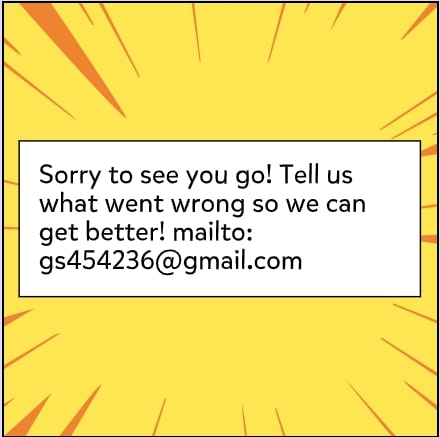 Sorry to see you go! Tell us
what went wrong so we can
get better! mailto:
gs454236@gmail.com